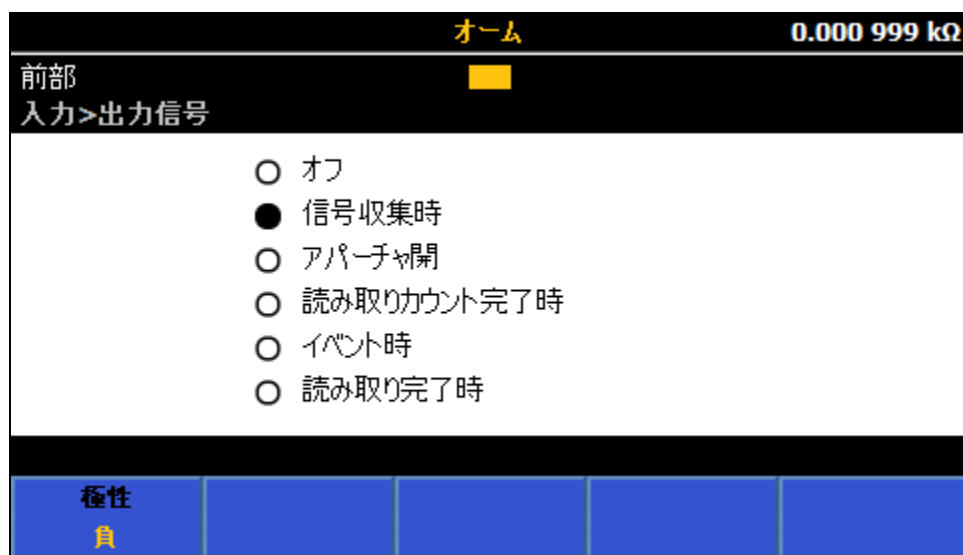 オーム 0.000 999 kΩ
前部
入力>出力信号
オフ
信号収集時
アパーチャ開
読み取りカウント完了時
イベント時
読み取り完了時
極性
負